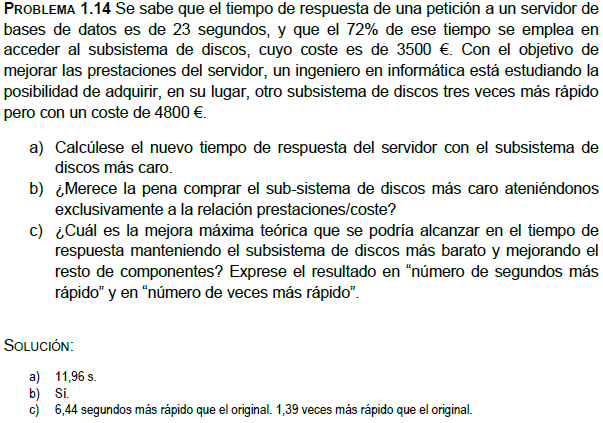 PROBLEMA 1.14 Se sabe que el tiempo de respuesta de una petición a un servidor de
bases de datos es de 23 segundos, y que el 72% de ese tiempo se emplea en
acceder al subsistema de discos, cuyo coste es de 3500 €. Con el objetivo de
mejorar las prestaciones del servidor, un ingeniero en informática está estudiando la
posibilidad de adquirir, en su lugar, otro subsistema de discos tres veces más rápido
pero con un coste de 4800 €.
a) Calcúlese el nuevo tiempo de respuesta del servidor con el subsistema de
discos más caro.
b) ¿Merece la pena comprar el sub-sistema de discos más caro ateniéndonos
exclusivamente a la relación prestaciones/coste?
c) ¿Cuál es la mejora máxima teórica que se podría alcanzar en el tiempo de
respuesta manteniendo el subsistema de discos más barato y mejorando el
resto de componentes? Exprese el resultado en “número de segundos más
rápido” y en “número de veces más rápido”.
SOLUCIÓN:
a) 11,96 s.
b) Sí.
c) 6,44 segundos más rápido que el original. 1,39 veces más rápido que el original.